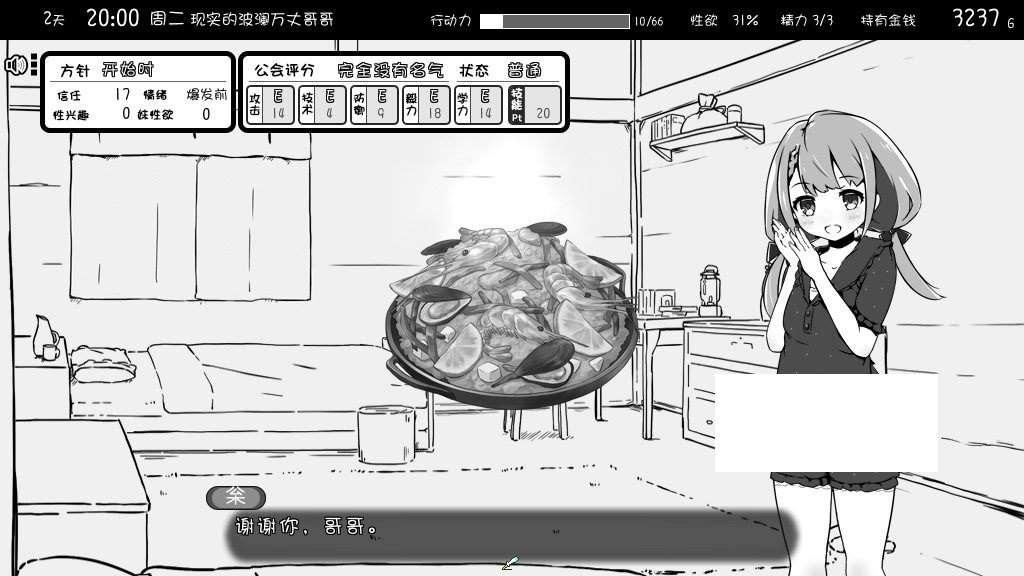 2天 20:00 周二 现实的波澜万丈哥哥 行动力 10/66 性欲 31% 精力 3/3 持有金钱 3237 G
方针 开始时
信任 17 情绪 爆发前
性兴趣 0 妹性欲 0
公会评分 完全没有名气 状态 普通
攻击 E 14 技术 E 4 防御 E 9 毅力 E 18 学力 E 14 技能Pt 20
谢谢你，哥哥。